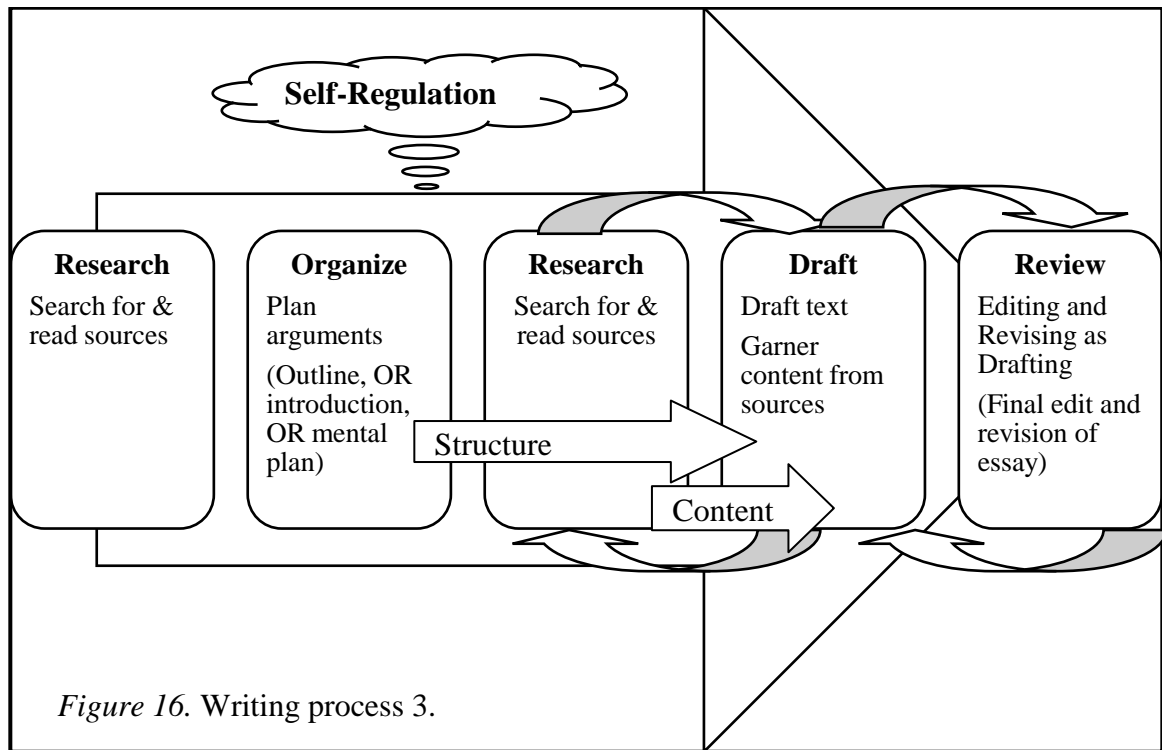 Self-Regulation
Research
Search for &
read sources
Organize
Plan
arguments
(Outline, OR
introduction,
OR mental
plan)
Research
Search for &
read sources
Draft
Draft text
Garner
content from
sources
Review
Editing and
Revising as
Drafting
(Final edit and
revision of
essay)
Structure
Content
Figure 16. Writing process 3.